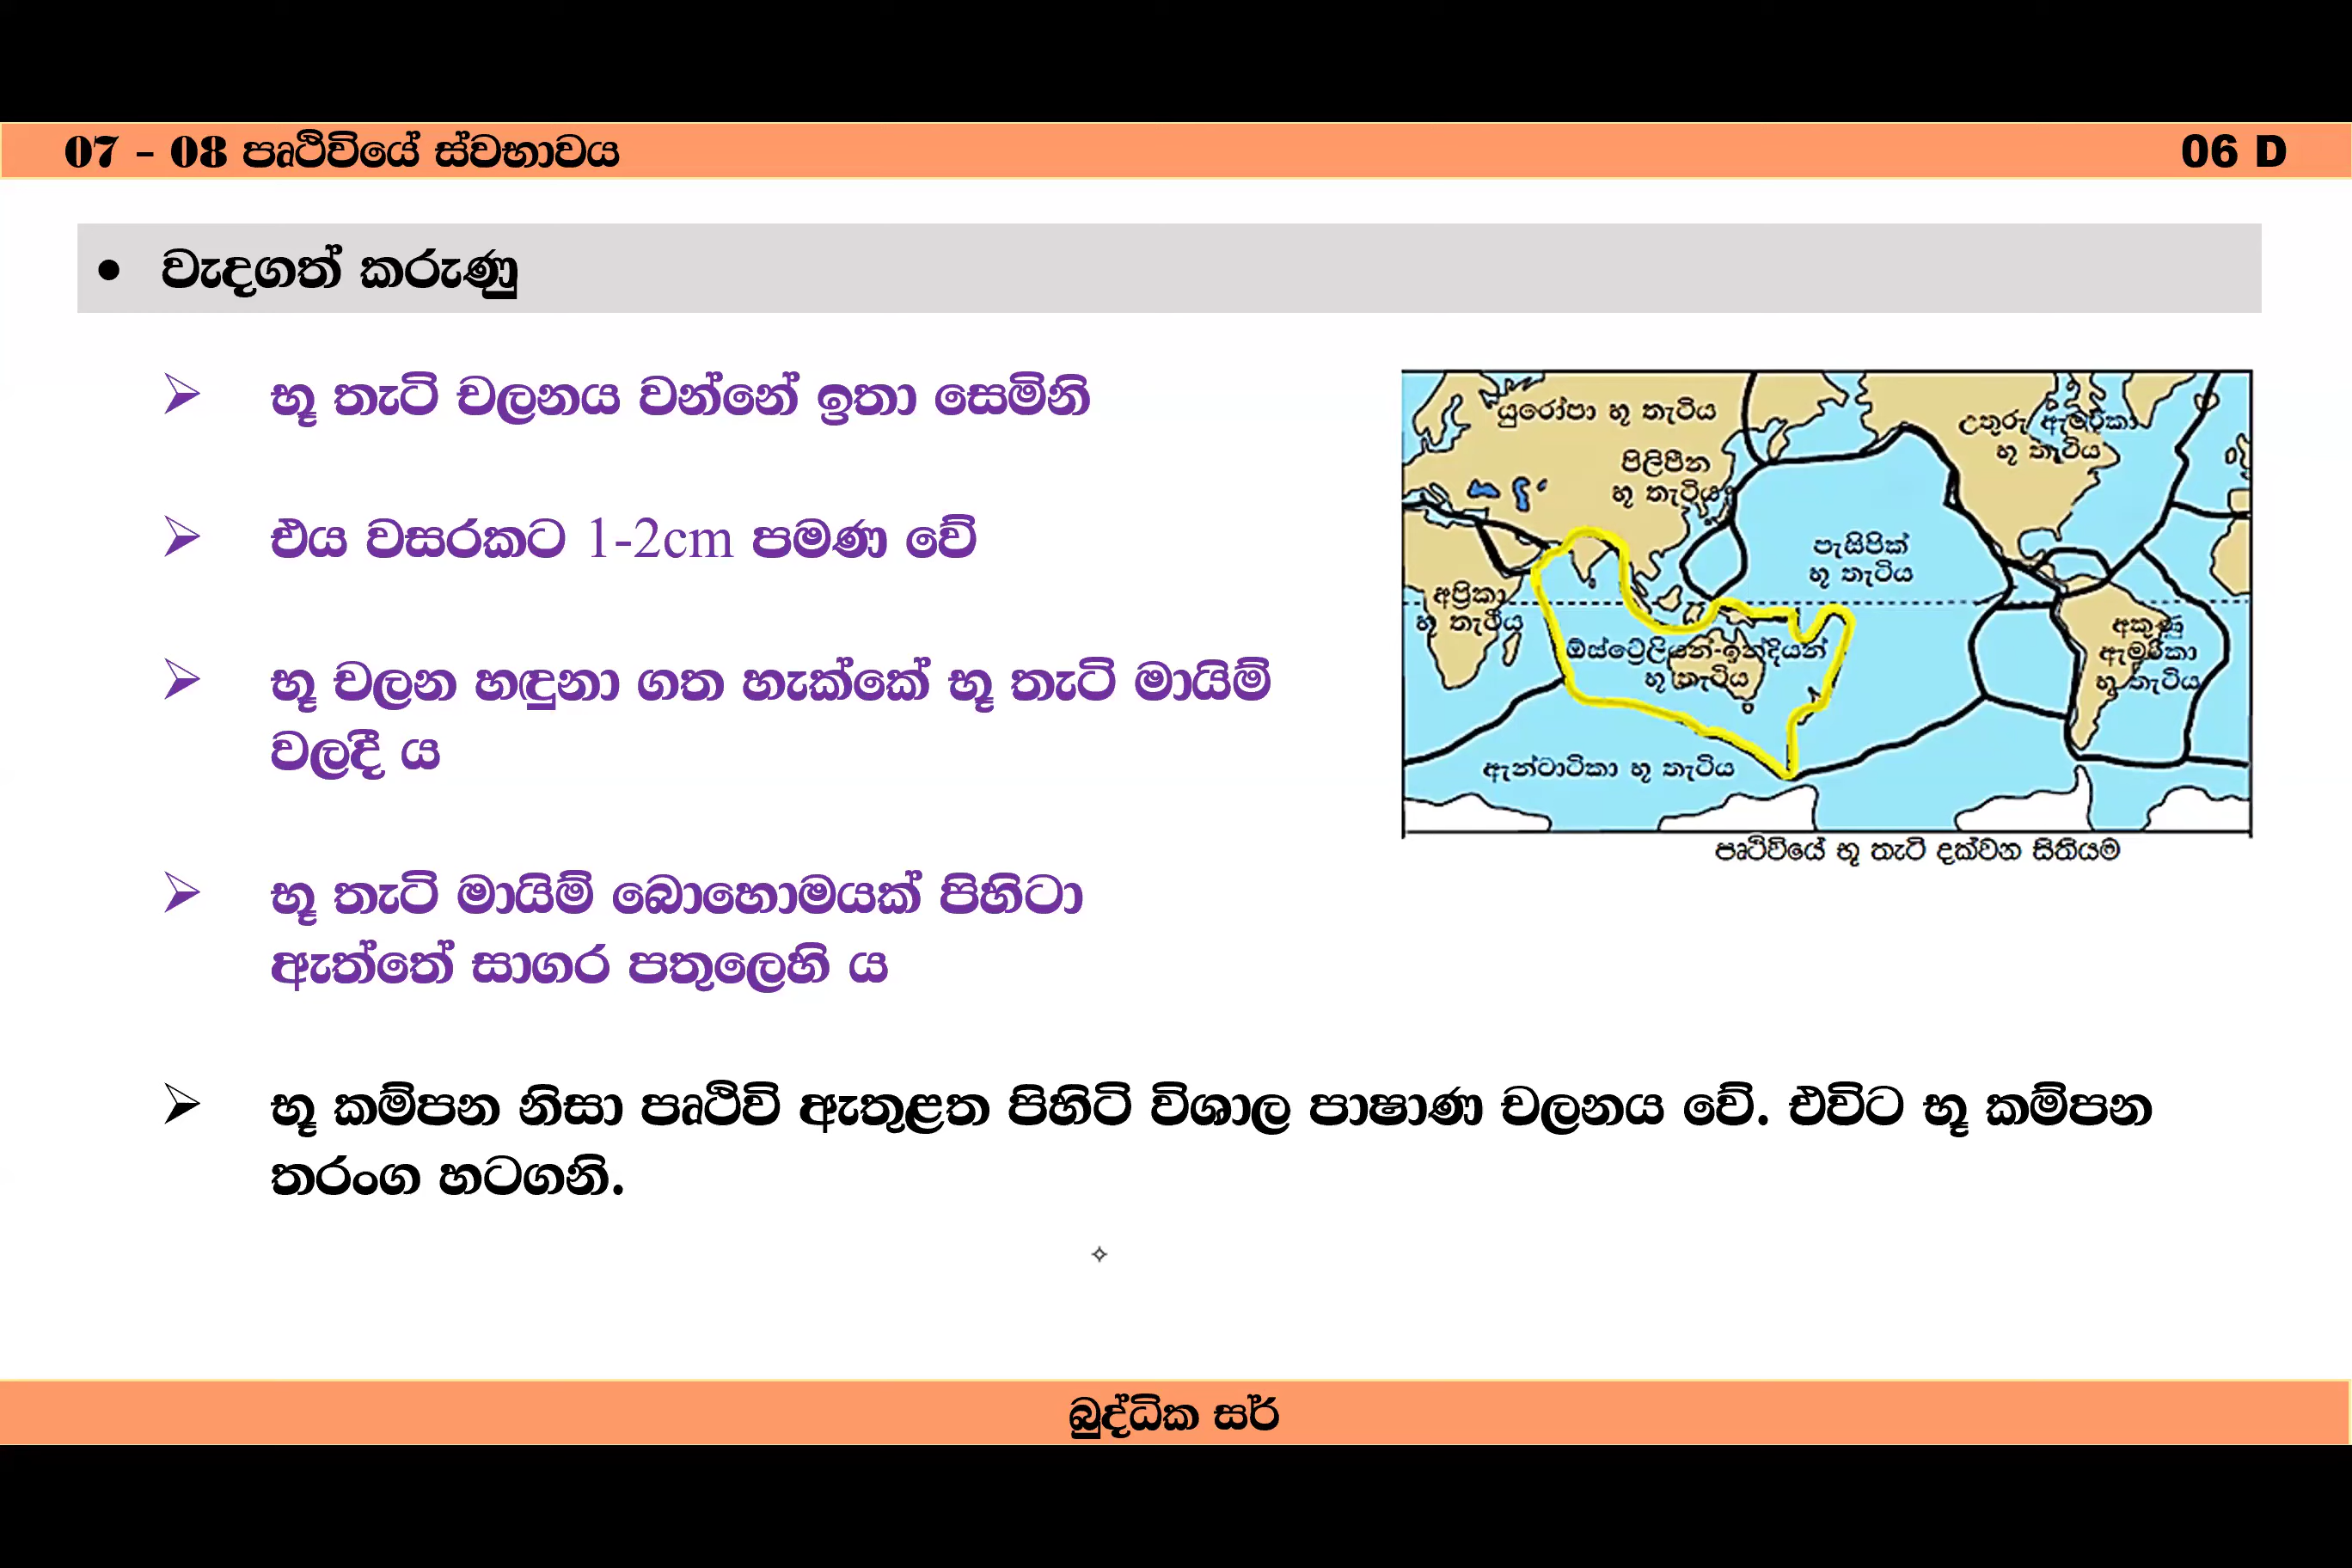 07 - 08 පෘථිවියේ ස්වභාවය
06 D
• වැදගත් කරුණු
➢ භූ තැටි චලනය වන්නේ ඉතා සෙමිනි
➢ එය වසරකට 1-2cm පමණ වේ
➢ භූ චලන හඳුනා ගත හැක්කේ භූ තැටි මායිම්
වලදී ය
➢ භූ තැටි මායිම් බොහොමයක් පිහිටා
ඇත්තේ සාගර පතුලෙහි ය
➢ භූ කම්පන නිසා පෘථිවි ඇතුළත පිහිටි විශාල පාෂාණ චලනය වේ. එවිට භූ කම්පන
තරංග හටගනි.
යුරෝපා භූ තැටිය
උතුරු ඇමරිකා
භූ තැටිය
පිලිපීන
භූ තැටිය
පැසිපික්
භූ තැටිය
අප්‍රිකා
භූ තැටිය
ඕස්ට්‍රේලියන්-ඉන්දියන්
භූ තැටිය
අකුණු
ඇමරිකා
භූ තැටිය
ඇන්ටාටිකා භූ තැටිය
පෘථිවියේ භූ තැටි දක්වන සිතියම
බුද්ධික සර්